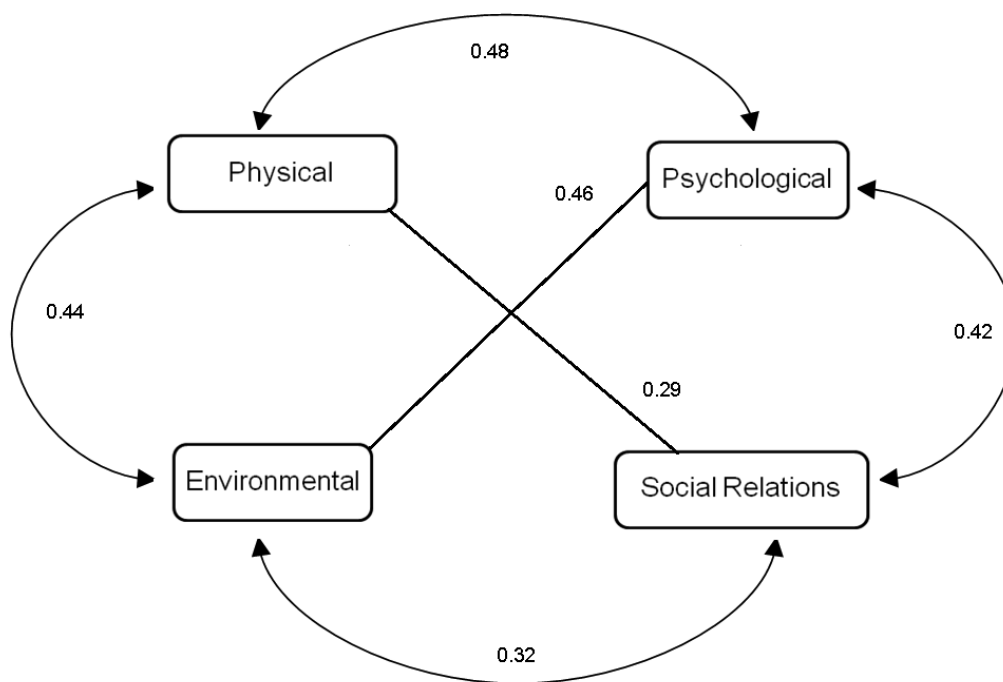 0.48
Physical
Psychological
0.46
0.44
0.42
0.29
Environmental
Social Relations
0.32